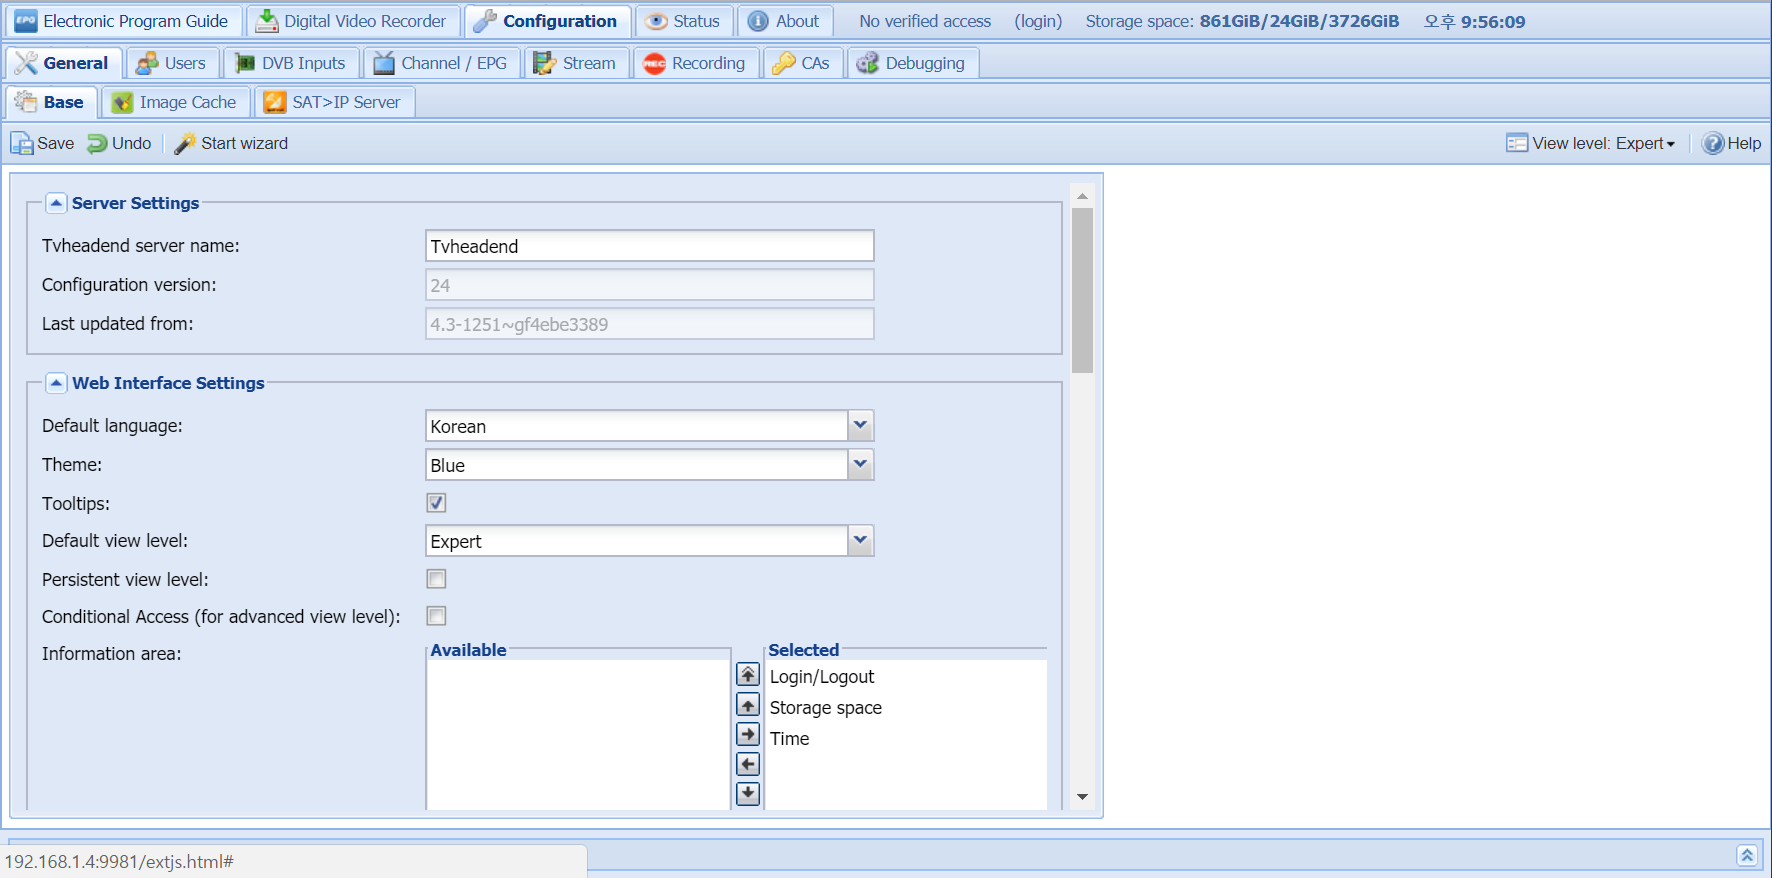 EPG Electronic Program Guide Digital Video Recorder Configuration Status About No verified access (login) Storage space: 861GiB/24GiB/3726GiB 오후 9:56:09
General Users DVB Inputs Channel / EPG Stream REC Recording CAs Debugging
Base Image Cache SAT>IP Server
Save Undo Start wizard View level: Expert Help
Server Settings
Tvheadend server name: Tvheadend
Configuration version: 24
Last updated from: 4.3-1251~gf4ebe3389
Web Interface Settings
Default language: Korean
Theme: Blue
Tooltips:
Default view level: Expert
Persistent view level:
Conditional Access (for advanced view level):
Information area: Available Selected
Login/Logout
Storage space
Time
192.168.1.4:9981/extjs.html#